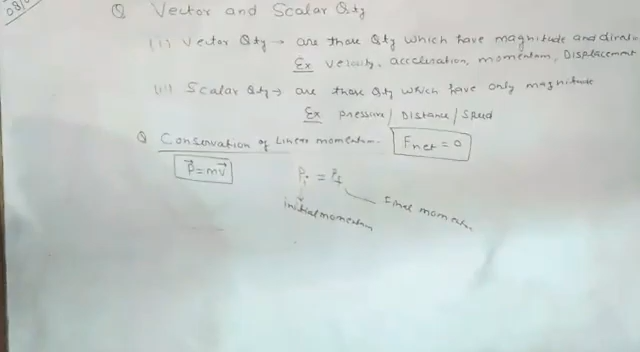 Q Vector and Scalar Qty
(i) Vector Qty → are those Qty which have magnitude and
Ex Velocity, acceleration, momentum, Displacement
(ii) Scalar Qty → are those Qty which have only magnitude
Ex Pressure / Distance / Speed
Q Conservation of Linear momentum. Fnet = 0
P⃗ = mv⃗ Pi = Pf
initial momentum Final momentum